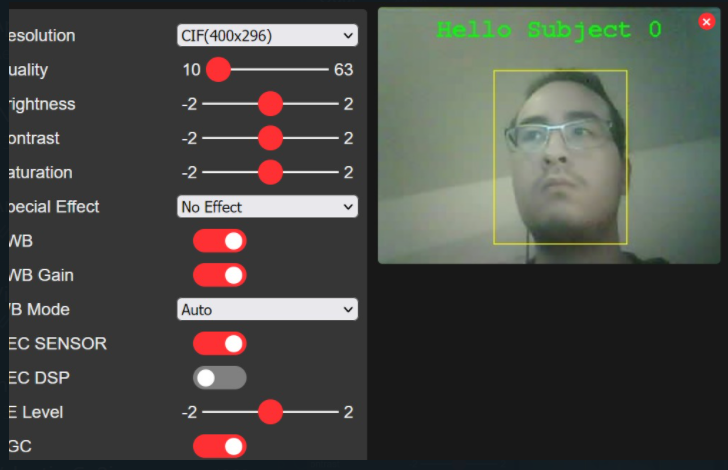 esolution CIF(400x296)
uality 10 63
rightness -2 2
ontrast -2 2
aturation -2 2
pecial Effect No Effect
WB
WB Gain
B Mode Auto
EC SENSOR
EC DSP
E Level -2 2
GC
Hello Subject 0